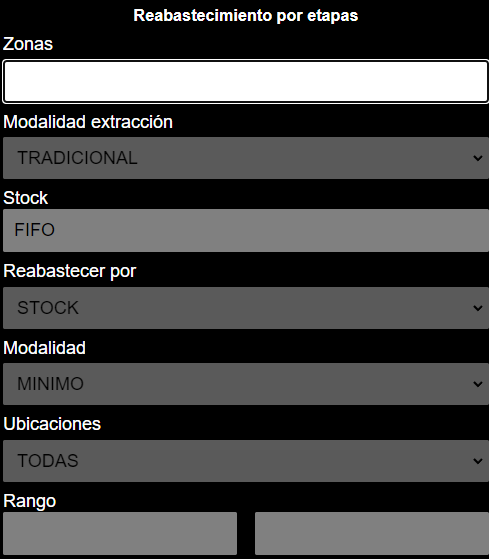 Reabastecimiento por etapas
Zonas
Modalidad extracción
TRADICIONAL
Stock
FIFO
Reabastecer por
STOCK
Modalidad
MINIMO
Ubicaciones
TODAS
Rango